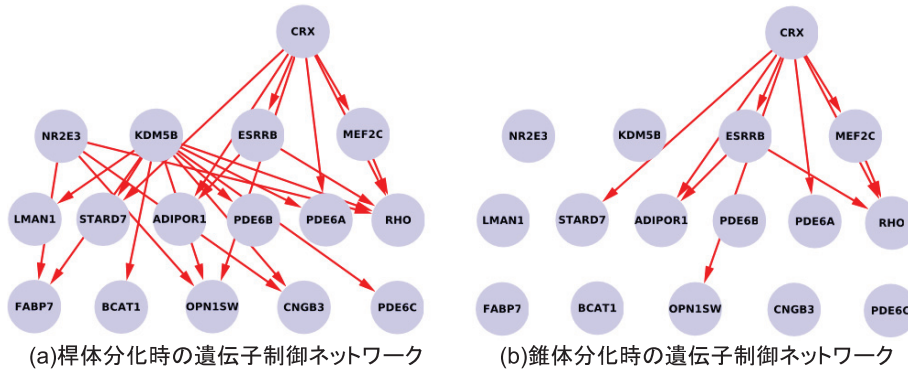 CRX
CRX
NR2E3 KDM5B ESRRB MEF2C
NR2E3 KDM5B ESRRB MEF2C
LMAN1 STARD7 ADIPOR1 PDE6B PDE6A RHO
LMAN1 STARD7 ADIPOR1 PDE6B PDE6A RHO
FABP7 BCAT1 OPN1SW CNGB3 PDE6C
FABP7 BCAT1 OPN1SW CNGB3 PDE6C
(a)桿体分化時の遺伝子制御ネットワーク
(b)錐体分化時の遺伝子制御ネットワーク